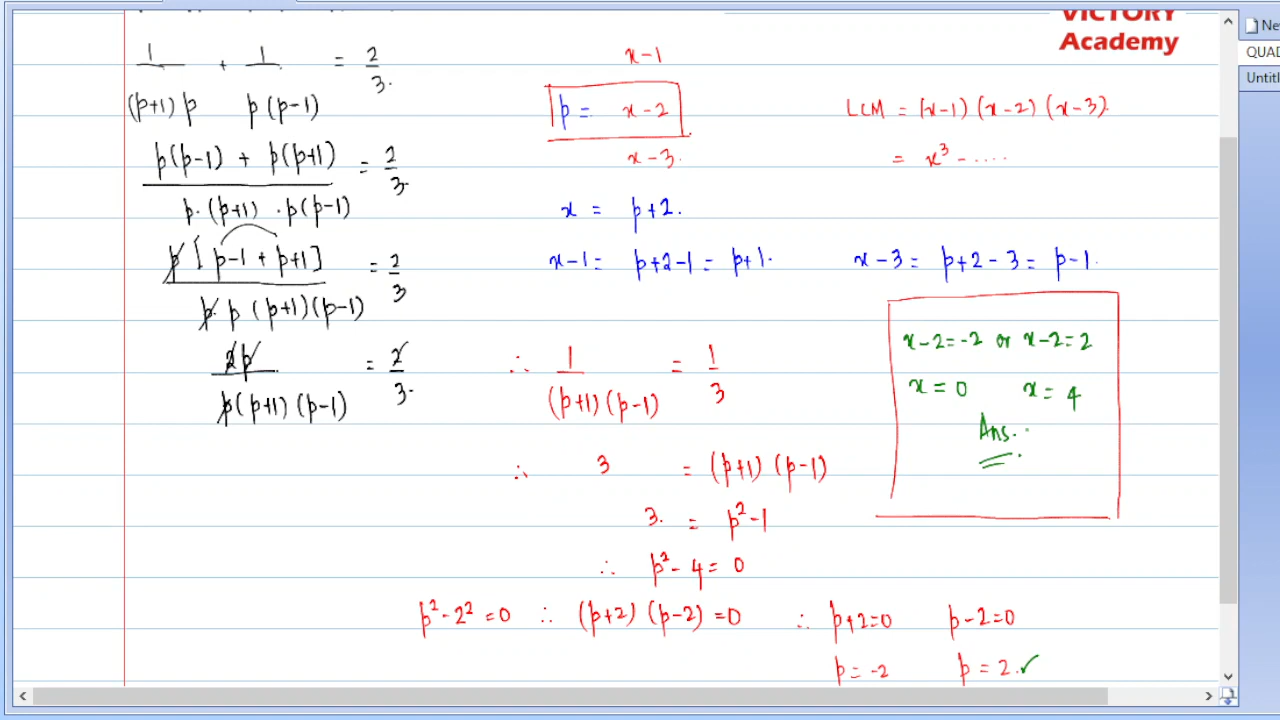 VICTORY
Academy
New
QUAD
Untitl
1/((p+1) p) + 1/(p (p-1)) = 2/3.
(p(p-1) + p(p+1))/(p.(p+1) .p(p-1)) = 2/3.
(p [p-1 + p+1])/(p. p (p+1)(p-1)) = 2/3
2p/(p(p+1)(p-1)) = 2/3.
x-1
p = x-2
x-3.
x = p+2.
x-1 = p+2-1 = p+1.
LCM = (x-1) (x-2) (x-3).
= x³ - ....
x-3 = p+2-3 = p-1.
∴ 1/((p+1)(p-1)) = 1/3
∴ 3 = (p+1) (p-1)
3. = p²-1
∴ p²-4 = 0
p²-2² = 0 ∴ (p+2) (p-2) = 0 ∴ p+2=0 p-2=0
p = -2 p = 2. ✓
x-2=-2 or x-2=2
x = 0 x = 4
Ans.